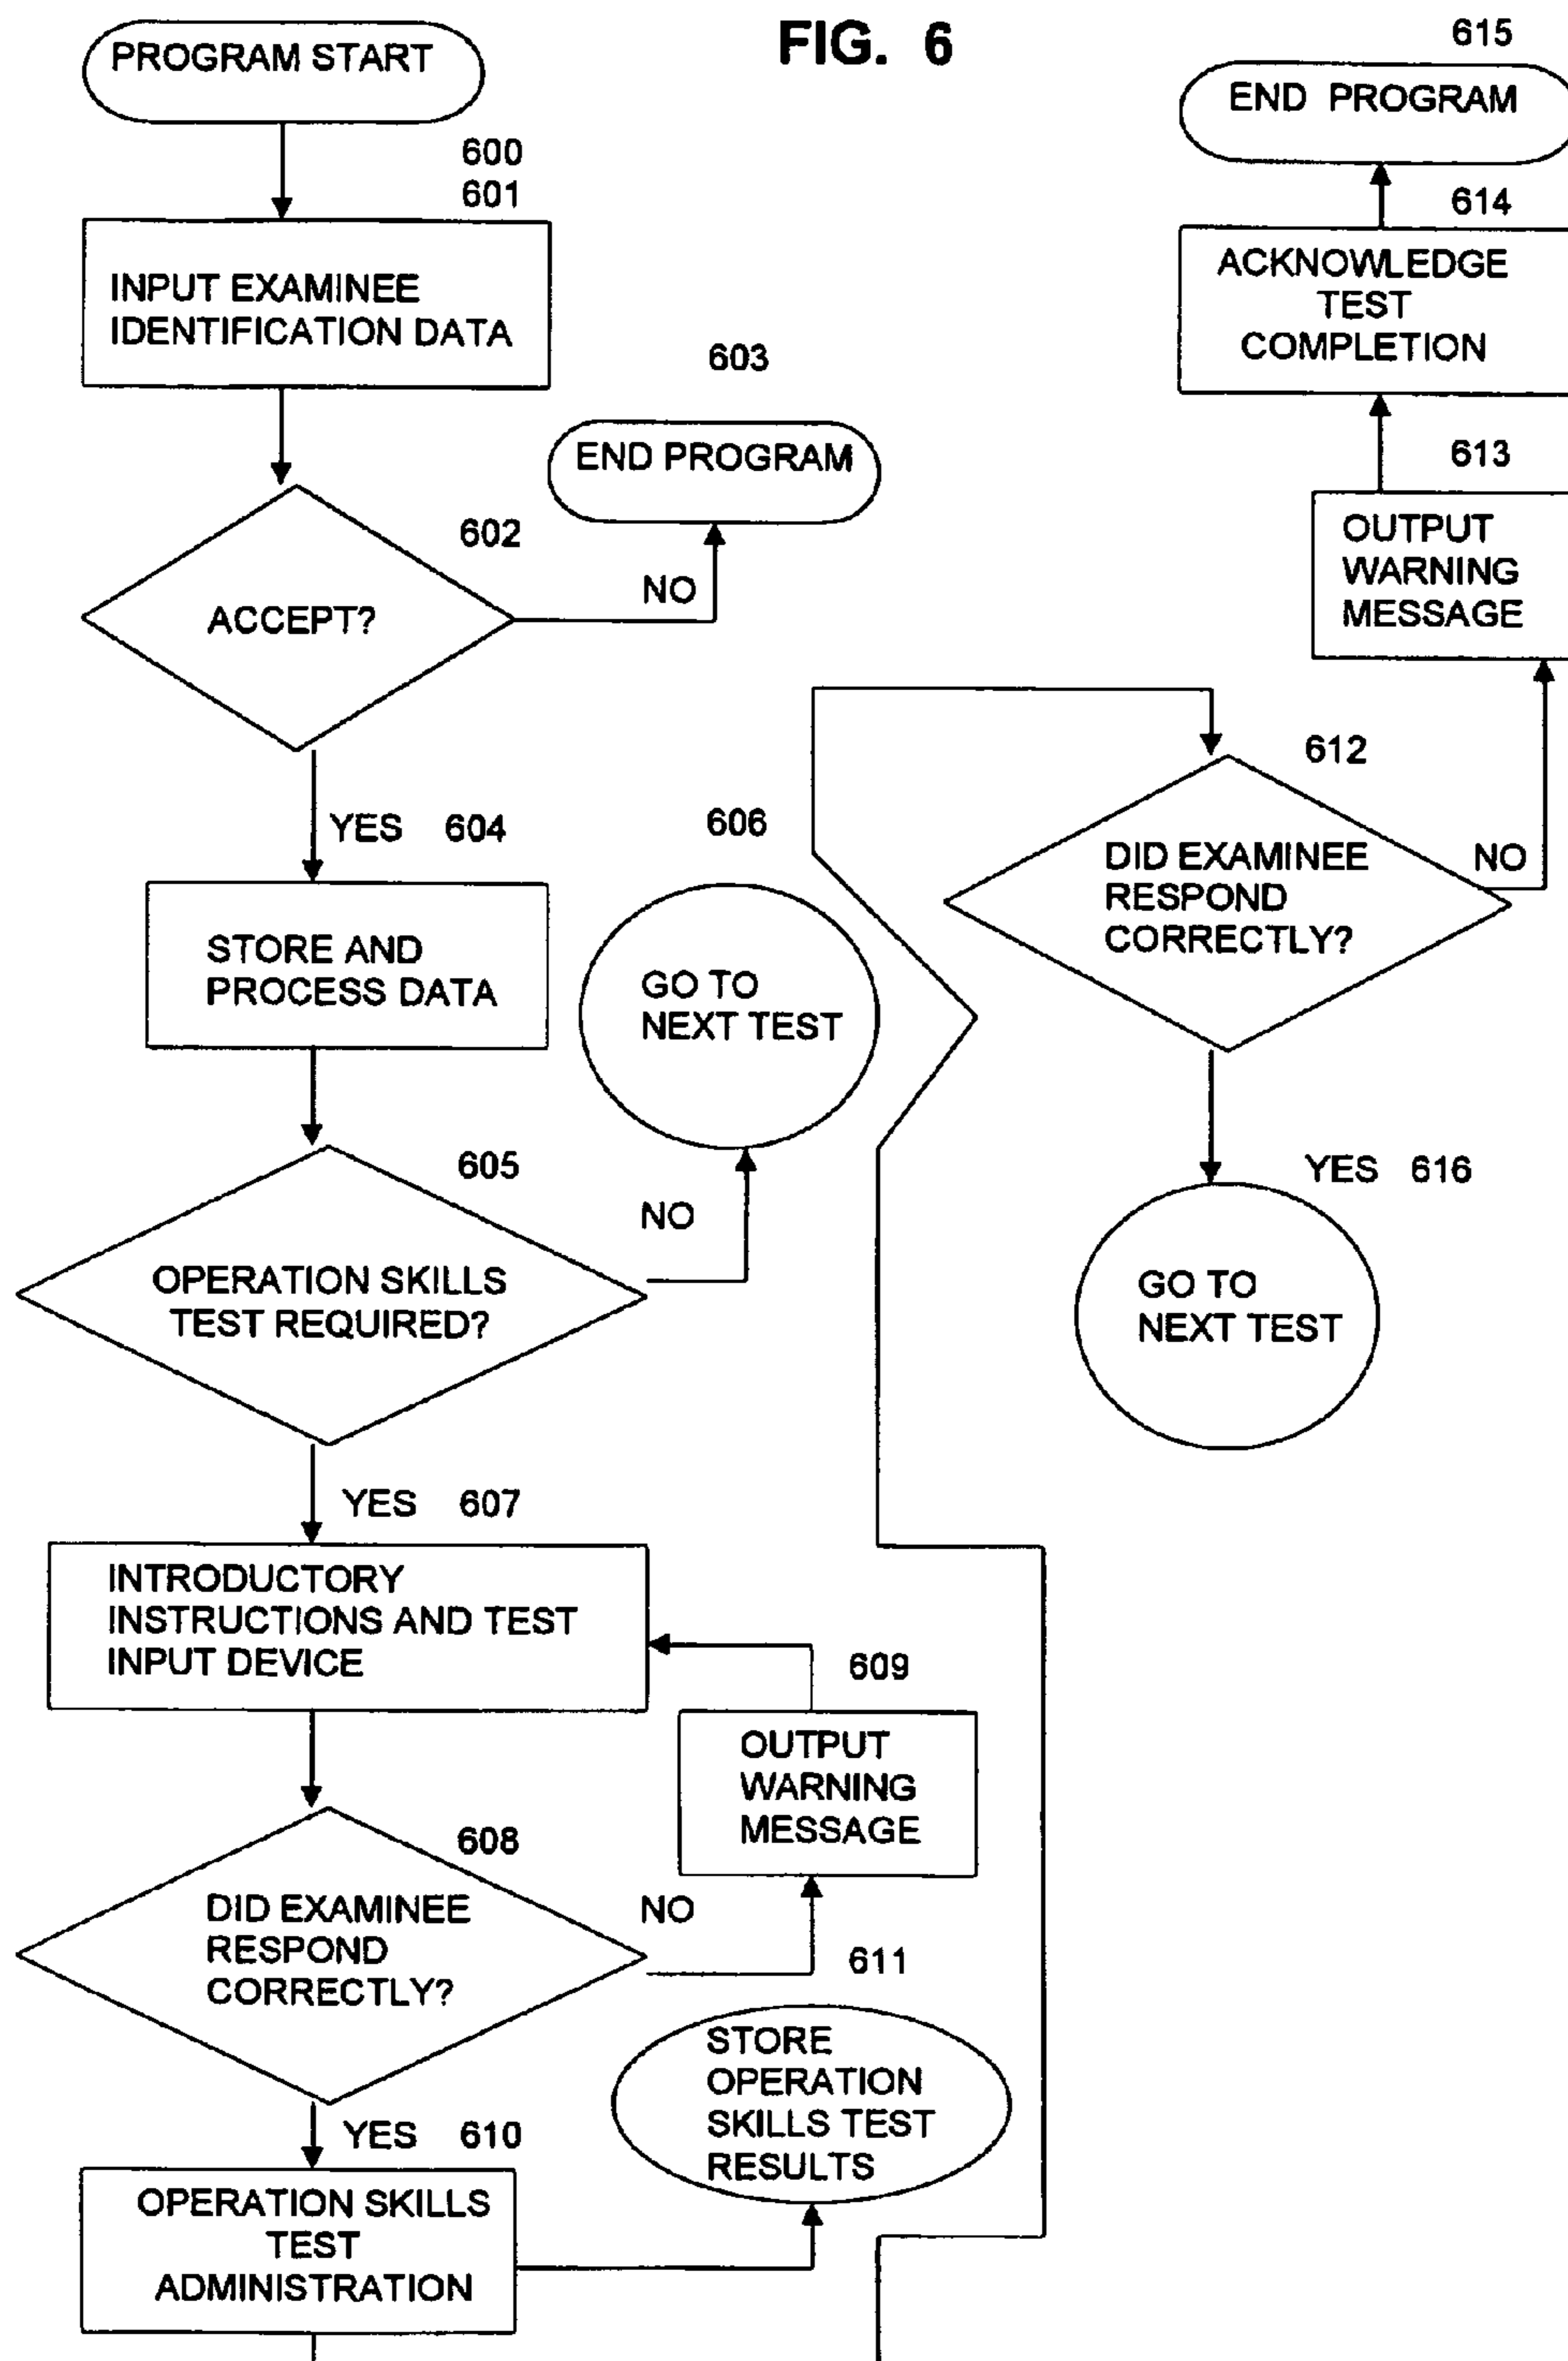 FIG. 6
PROGRAM START
600
601
INPUT EXAMINEE
IDENTIFICATION DATA
603
END PROGRAM
602
ACCEPT?
NO
YES 604
STORE AND
PROCESS DATA
606
GO TO
NEXT TEST
605
NO
OPERATION SKILLS
TEST REQUIRED?
YES 607
INTRODUCTORY
INSTRUCTIONS AND TEST
INPUT DEVICE
609
OUTPUT
WARNING
MESSAGE
608
NO
DID EXAMINEE
RESPOND
CORRECTLY?
611
STORE
OPERATION
SKILLS TEST
RESULTS
YES 610
OPERATION SKILLS
TEST
ADMINISTRATION
615
END PROGRAM
614
ACKNOWLEDGE
TEST
COMPLETION
613
OUTPUT
WARNING
MESSAGE
612
DID EXAMINEE
RESPOND
CORRECTLY?
NO
YES 616
GO TO
NEXT TEST